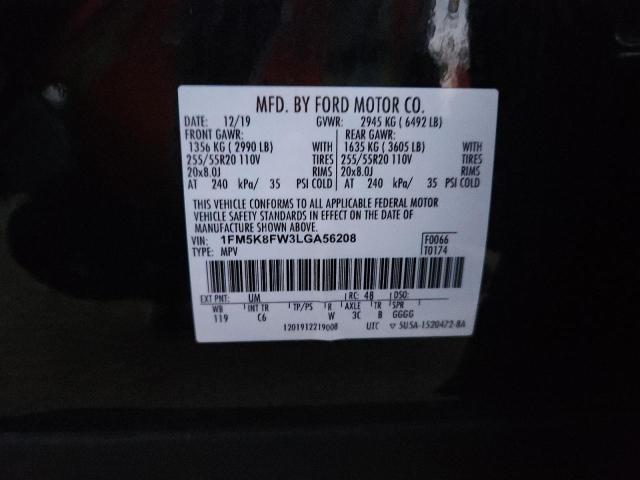 MFD. BY FORD MOTOR CO.
DATE: 12/19 GVWR: 2945 KG ( 6492 LB)
FRONT GAWR: REAR GAWR:
1356 KG ( 2990 LB) WITH 1635 KG ( 3605 LB) WITH
255/55R20 110V TIRES 255/55R20 110V TIRES
20x8.0J RIMS 20x8.0J RIMS
AT 240 kPa/ 35 PSI COLD AT 240 kPa/ 35 PSI COLD
THIS VEHICLE CONFORMS TO ALL APPLICABLE FEDERAL MOTOR
VEHICLE SAFETY STANDARDS IN EFFECT ON THE DATE OF
MANUFACTURE SHOWN ABOVE.
VIN: 1FM5K8FW3LGA56208 F0066
TYPE: MPV T0174
EXT PNT: UM RC: 48 DSO:
WB INT TR TP/PS R AXLE TR SPR
119 C6 W 3C B GGGG
1201912219008 UTC ▽ 5U5A-1520472-BA